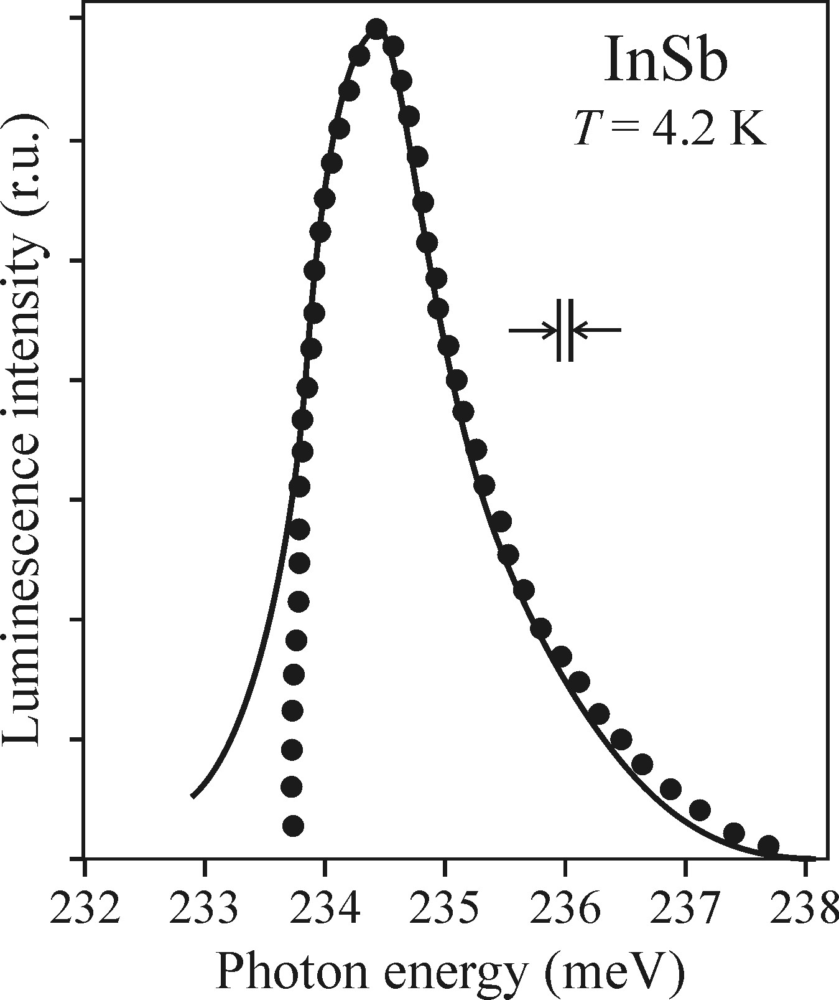 InSb
T = 4.2 K
Luminescence intensity (r.u.)
232 233 234 235 236 237 238
Photon energy (meV)